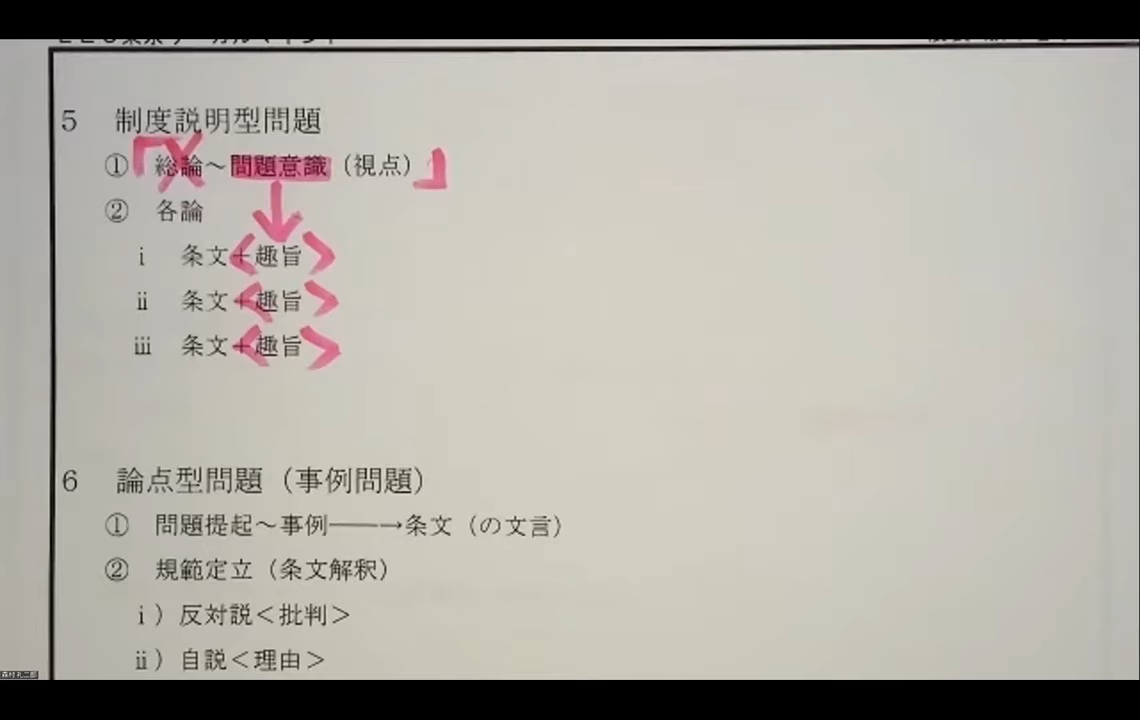 5 制度説明型問題
① 総論～問題意識（視点）
② 各論
ⅰ 条文＋趣旨
ⅱ 条文＋趣旨
ⅲ 条文＋趣旨
6 論点型問題（事例問題）
① 問題提起～事例――→条文（の文言）
② 規範定立（条文解釈）
ⅰ）反対説＜批判＞
ⅱ）自説＜理由＞